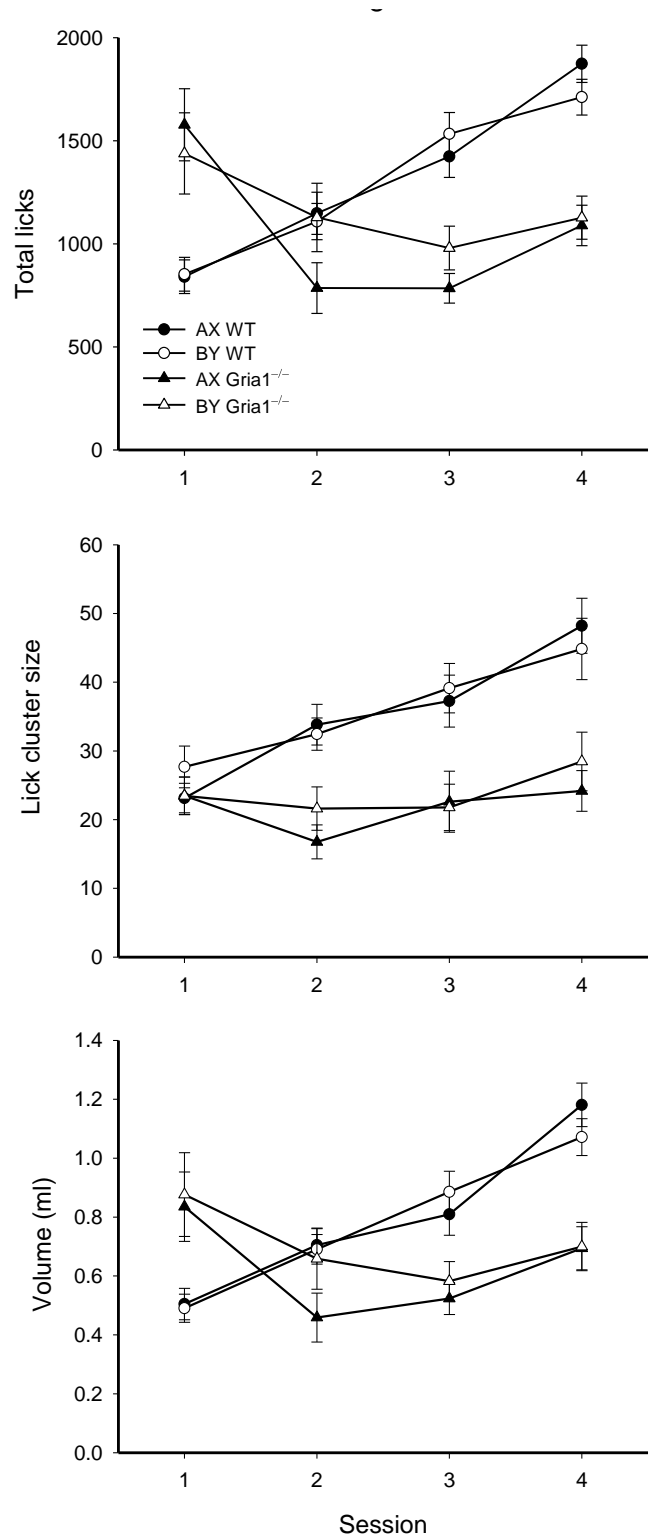 2000
1500
1000
500
0
Total licks
AX WT
BY WT
AX Gria1−/−
BY Gria1−/−
1 2 3 4
60
50
40
30
20
10
0
Lick cluster size
1 2 3 4
1.4
1.2
1.0
0.8
0.6
0.4
0.2
0.0
Volume (ml)
1 2 3 4
Session